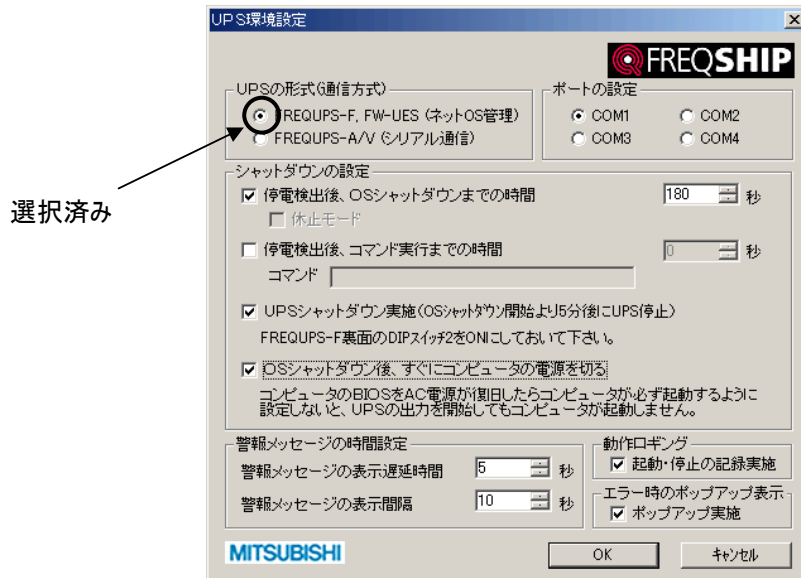 UPS環境設定
FREQSHIP
UPSの形式(通信方式)
FREQUPS-F, FW-UES (ネットOS管理)
FREQUPS-A/V (シリアル通信)
ポートの設定
COM1 COM2
COM3 COM4
選択済み
シャットダウンの設定
停電検出後、OSシャットダウンまでの時間 180 秒
休止モード
停電検出後、コマンド実行までの時間 0 秒
コマンド
UPSシャットダウン実施(OSシャットダウン開始より5分後にUPS停止)
FREQUPS-F裏面のDIPスイッチ2をONにしておいて下さい。
OSシャットダウン後、すぐにコンピュータの電源を切る
コンピュータのBIOSをAC電源が復旧したらコンピュータが必ず起動するように
設定しないと、UPSの出力を開始してもコンピュータが起動しません。
警報メッセージの時間設定
警報メッセージの表示遅延時間 5 秒
警報メッセージの表示間隔 10 秒
動作ロギング
起動・停止の記録実施
エラー時のポップアップ表示
ポップアップ実施
MITSUBISHI
OK キャンセル